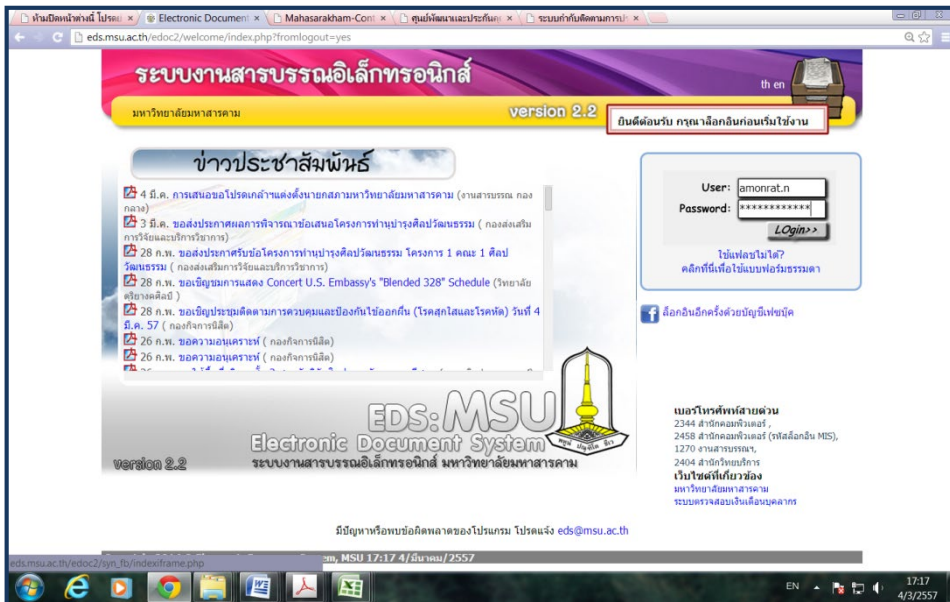 ห้ามปิดหน้าต่างนี้ โปรดย่
Electronic Document
Mahasarakham-Cont
ศูนย์พัฒนาและประกันคุ
ระบบกำกับติดตามการปร
eds.msu.ac.th/edoc2/welcome/index.php?fromlogout=yes
ระบบงานสารบรรณอิเล็กทรอนิกส์
th en
มหาวิทยาลัยมหาสารคาม
version 2.2
ยินดีต้อนรับ กรุณาล็อกอินก่อนเริ่มใช้งาน
ข่าวประชาสัมพันธ์
4 มี.ค. การเสนอขอโปรดเกล้าฯแต่งตั้งนายกสภามหาวิทยาลัยมหาสารคาม (งานสารบรรณ กอง
กลาง)
3 มี.ค. ขอส่งประกาศผลการพิจารณาข้อเสนอโครงการทำนุบำรุงศิลปวัฒนธรรม ( กองส่งเสริม
การวิจัยและบริการวิชาการ)
28 ก.พ. ขอส่งประกาศรับข้อโครงการทำนุบำรุงศิลปวัฒนธรรม โครงการ 1 คณะ 1 ศิลป
วัฒนธรรม ( กองส่งเสริมการวิจัยและบริการวิชาการ)
28 ก.พ. ขอเชิญชมการแสดง Concert U.S. Embassy's "Blended 328" Schedule (วิทยาลัย
ดุริยางคศิลป์ )
28 ก.พ. ขอเชิญประชุมติดตามการควบคุมและป้องกันไข้ออกผื่น (โรคสุกใสและโรคหัด) วันที่ 4
มี.ค. 57 ( กองกิจการนิสิต)
26 ก.พ. ขอความอนุเคราะห์ ( กองกิจการนิสิต)
26 ก.พ. ขอความอนุเคราะห์ ( กองกิจการนิสิต)
User: amonrat.n
Password: ************
LOgin>>
ใช้แฟลชไม่ได้?
คลิกที่นี่เพื่อใช้แบบฟอร์มธรรมดา
ล็อกอินอีกครั้งด้วยบัญชีเฟซบุ๊ค
EDS:MSU
Electronic Document System
version 2.2
ระบบงานสารบรรณอิเล็กทรอนิกส์ มหาวิทยาลัยมหาสารคาม
เบอร์โทรศัพท์สายด่วน
2344 สำนักคอมพิวเตอร์ ,
2458 สำนักคอมพิวเตอร์ (รหัสล็อกอิน MIS),
1270 งานสารบรรณฯ,
2404 สำนักวิทยบริการ
เว็บไซต์ที่เกี่ยวข้อง
มหาวิทยาลัยมหาสารคาม
ระบบตรวจสอบเงินเดือนบุคลากร
มีปัญหาหรือพบข้อผิดพลาดของโปรแกรม โปรดแจ้ง eds@msu.ac.th
em, MSU 17:17 4/มีนาคม/2557
eds.msu.ac.th/edoc2/syn_fb/indexiframe.php
EN
17:17
4/3/2557